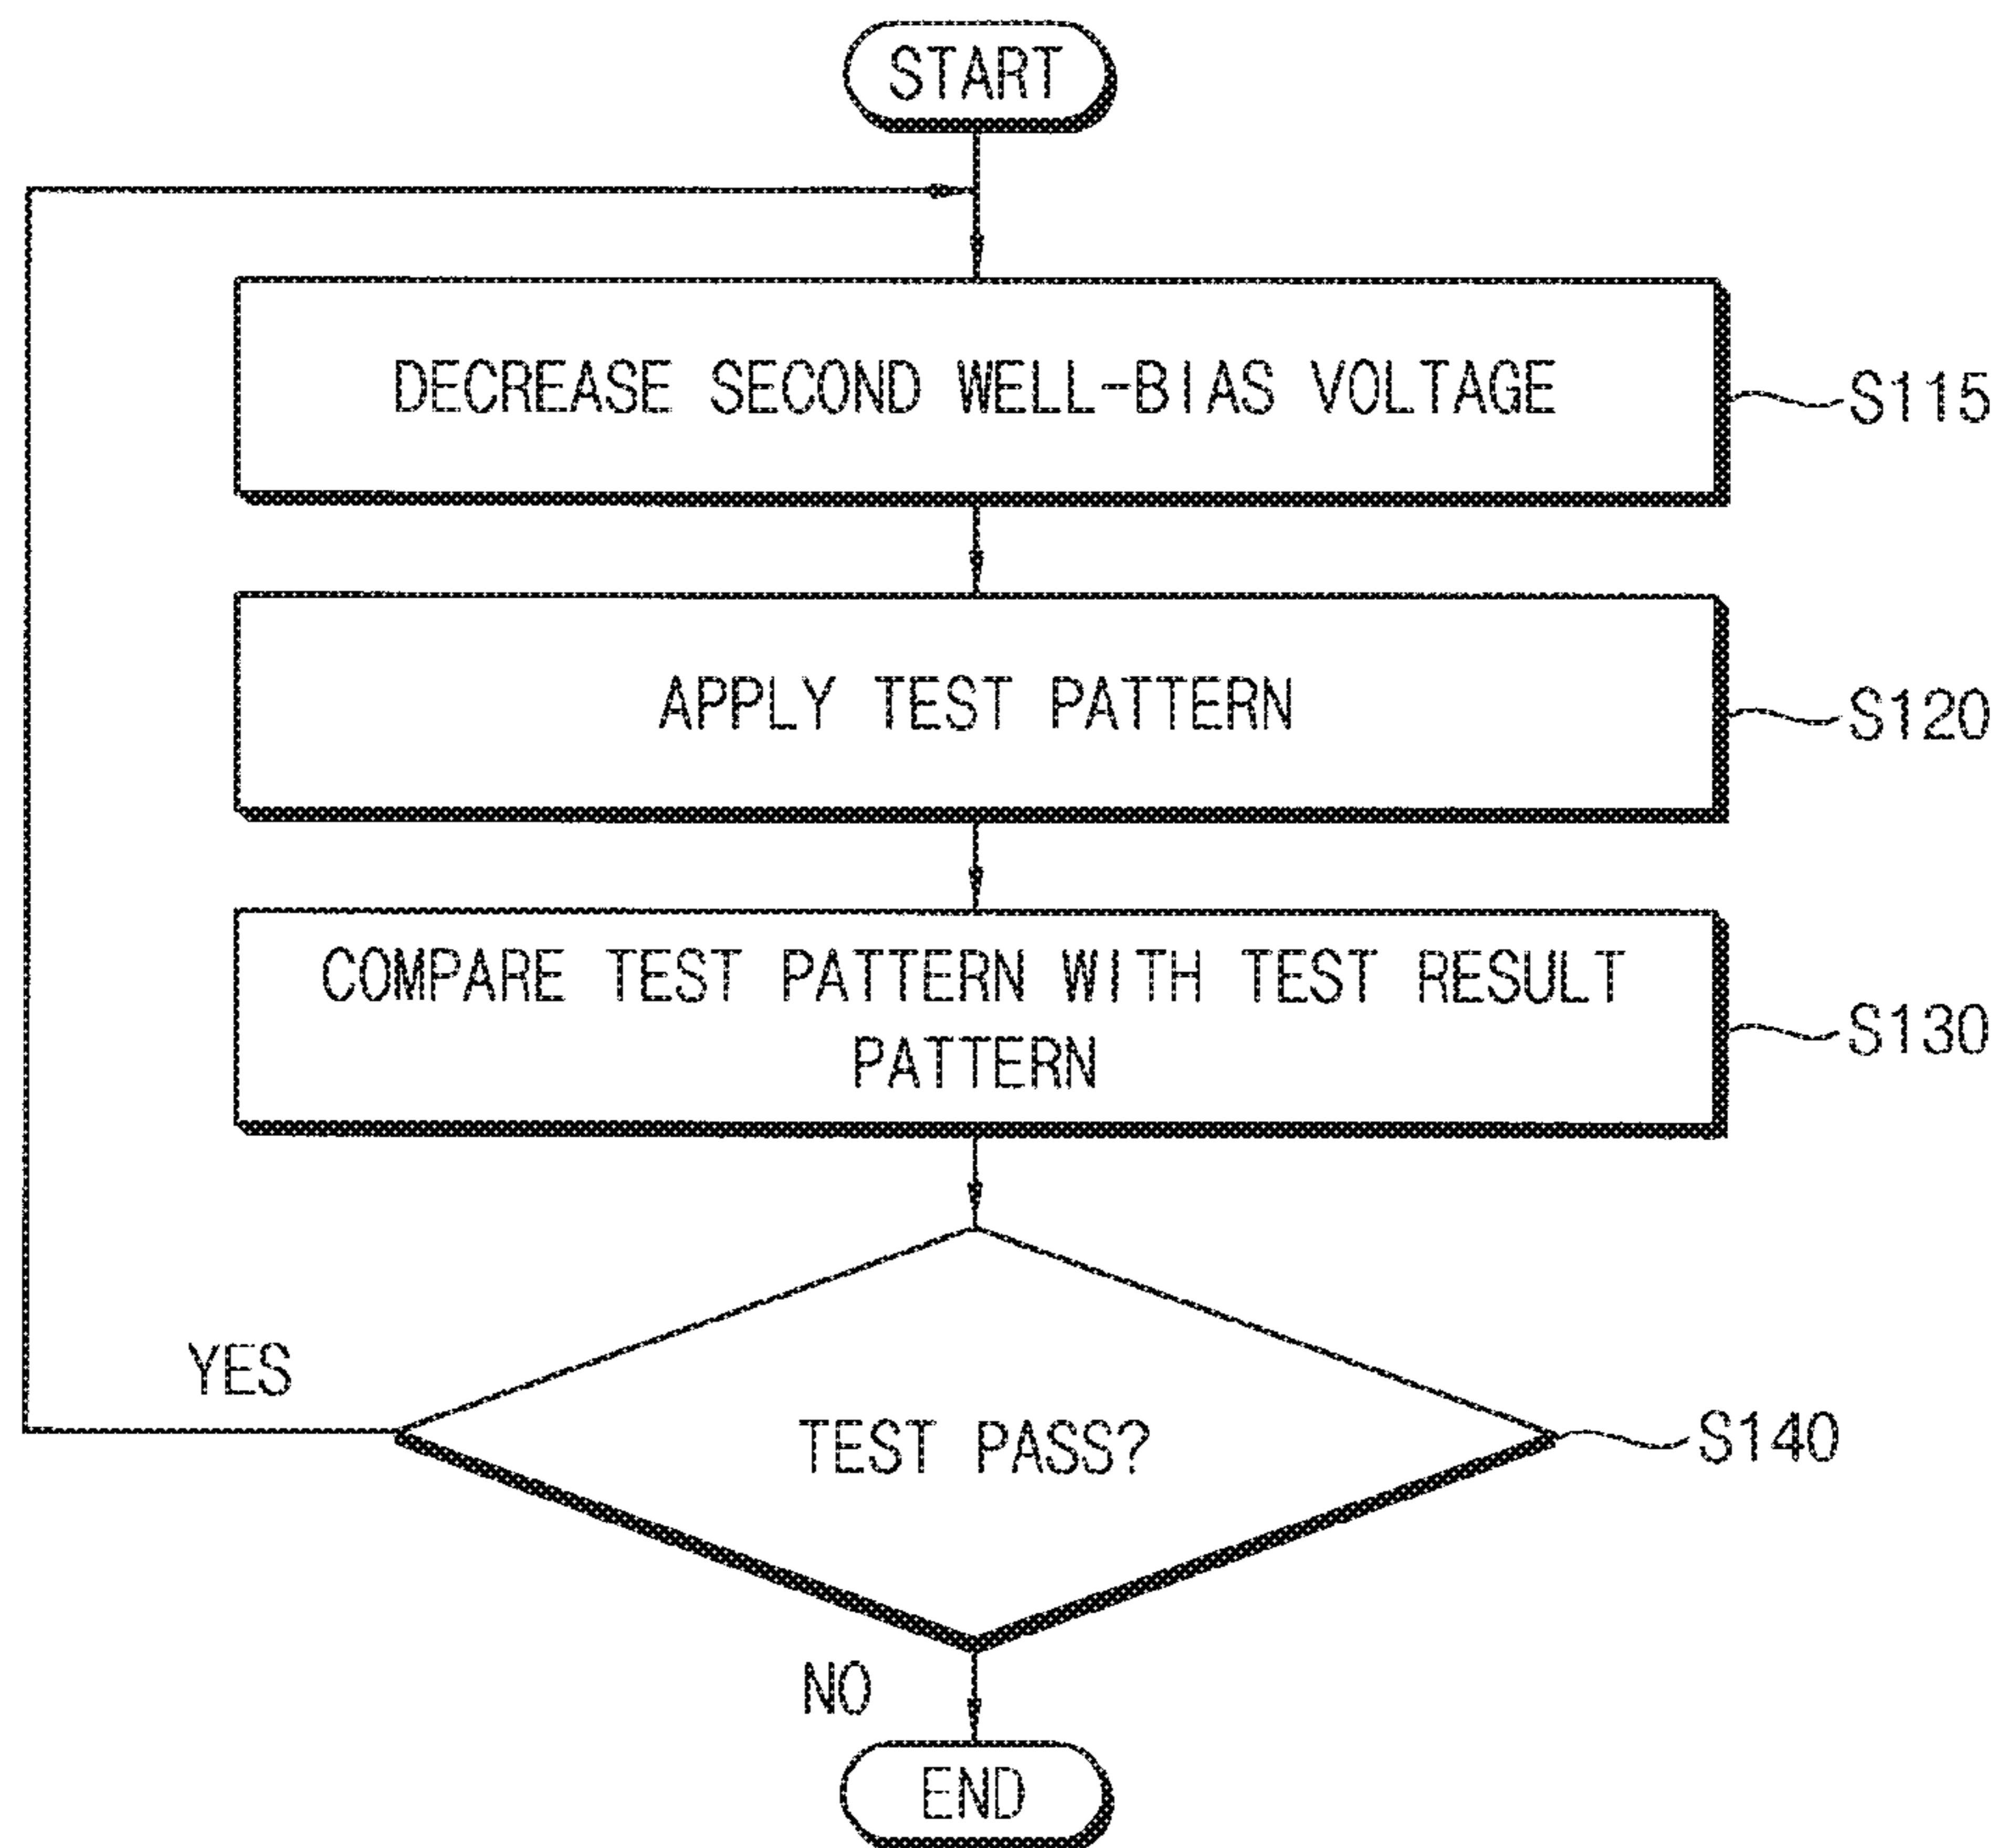 START
DECREASE SECOND WELL-BIAS VOLTAGE
S115
APPLY TEST PATTERN
S120
COMPARE TEST PATTERN WITH TEST RESULT
PATTERN
S130
YES
TEST PASS?
S140
NO
END